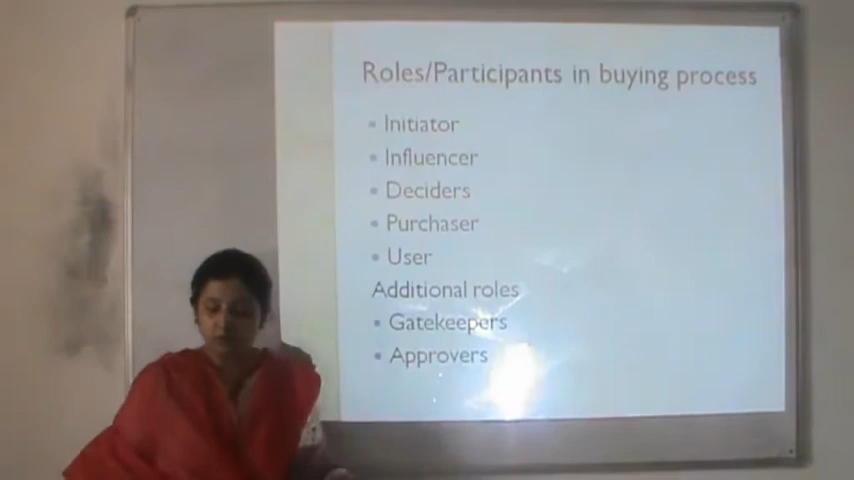 Roles/Participants in buying process
Initiator
Influencer
Deciders
Purchaser
User
Additional roles
Gatekeepers
Approvers